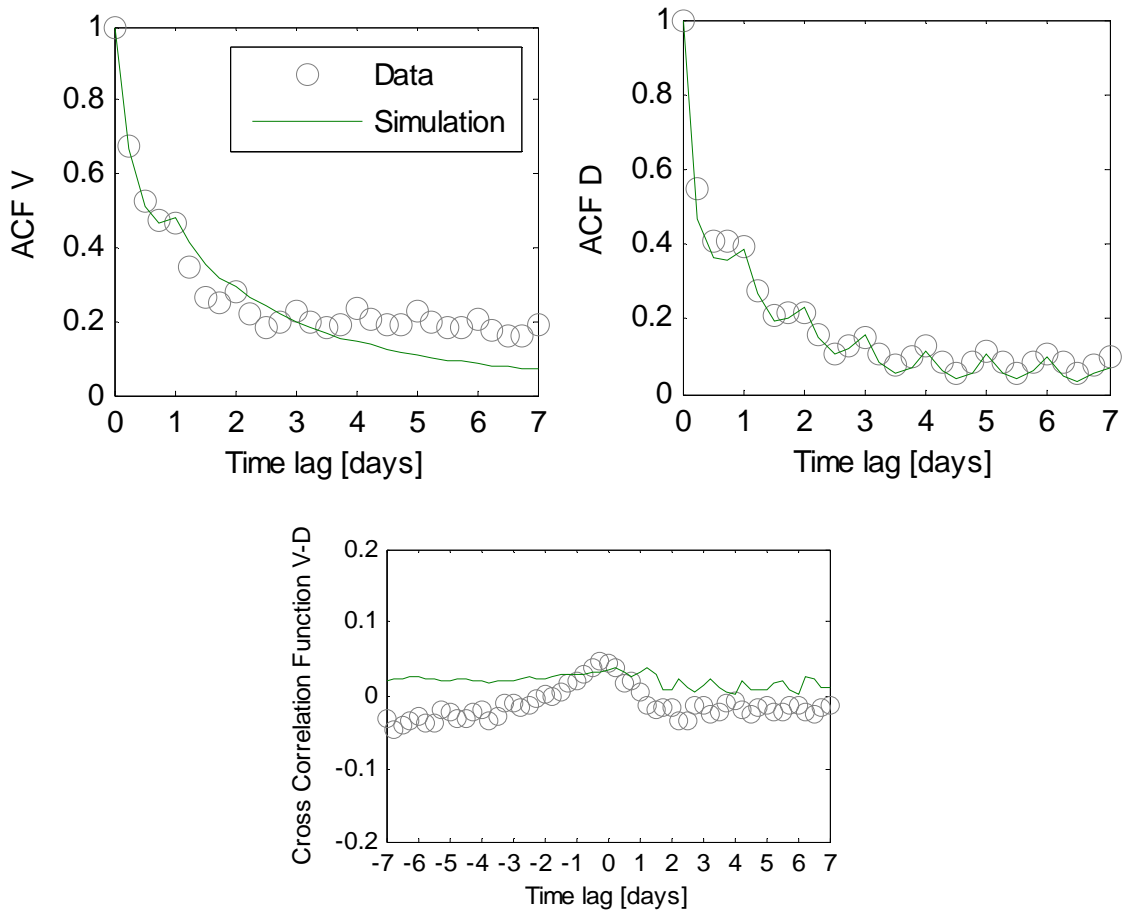 1
0.8
0.6
0.4
0.2
0
ACF V
Data
Simulation
0 1 2 3 4 5 6 7
Time lag [days]
1
0.8
0.6
0.4
0.2
0
ACF D
0 1 2 3 4 5 6 7
Time lag [days]
0.2
0.1
0
-0.1
-0.2
Cross Correlation Function V-D
-7 -6 -5 -4 -3 -2 -1 0 1 2 3 4 5 6 7
Time lag [days]